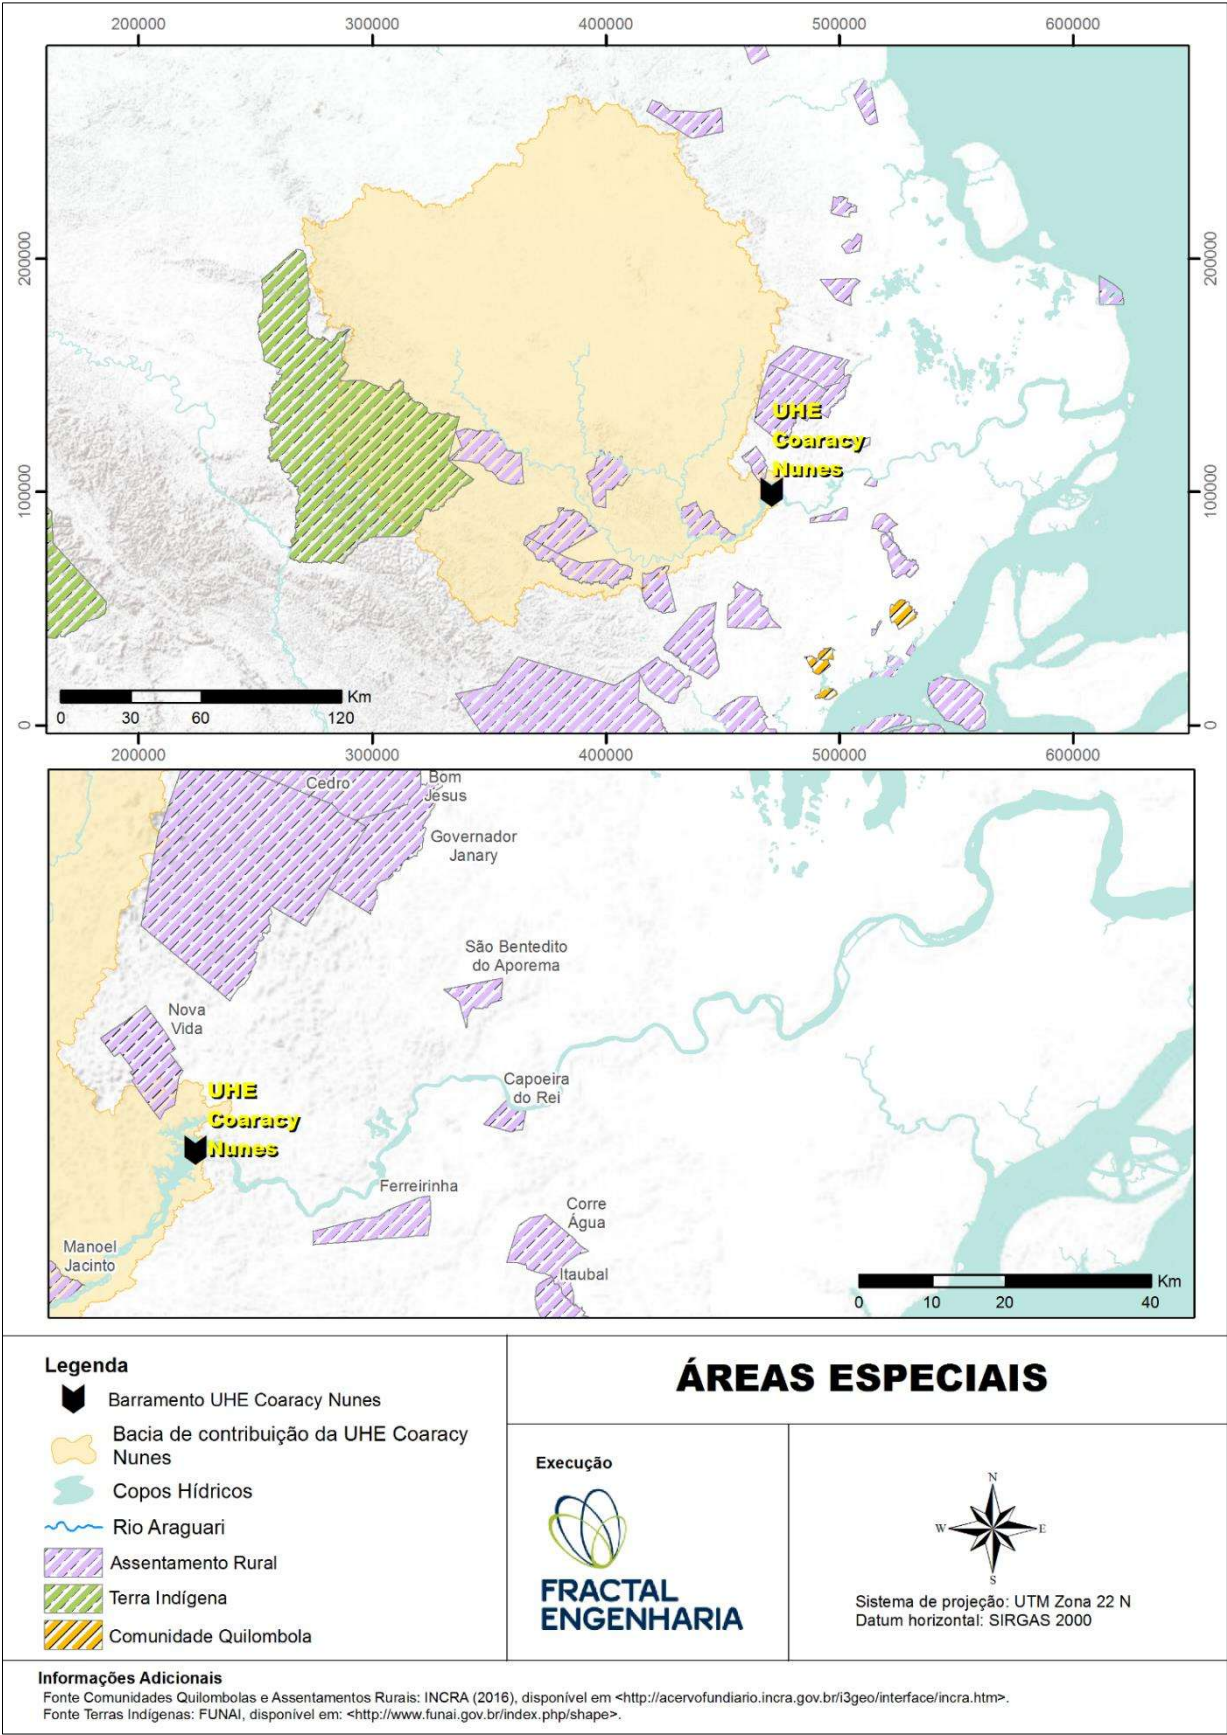 200000 300000 400000 500000 600000
200000 200000
100000 100000
0 0
UHE
Coaracy
Nunes
Km
0 30 60 120
200000 300000 400000 500000 600000
Cedro
Bom
Jesus
Governador
Janary
São Bentedito
do Aporema
Nova
Vida
Capoeira
do Rei
UHE
Coaracy
Nunes
Ferreirinha
Corre
Água
Manoel
Jacinto
Itaubal
Km
0 10 20 40
Legenda
Barramento UHE Coaracy Nunes
Bacia de contribuição da UHE Coaracy
Nunes
Copos Hídricos
Rio Araguari
Assentamento Rural
Terra Indígena
Comunidade Quilombola
ÁREAS ESPECIAIS
Execução
FRACTAL
ENGENHARIA
N
W E
S
Sistema de projeção: UTM Zona 22 N
Datum horizontal: SIRGAS 2000
Informações Adicionais
Fonte Comunidades Quilombolas e Assentamentos Rurais: INCRA (2016), disponível em <http://acervofundiario.incra.gov.br/i3geo/interface/incra.htm>.
Fonte Terras Indígenas: FUNAI, disponível em: <http://www.funai.gov.br/index.php/shape>.